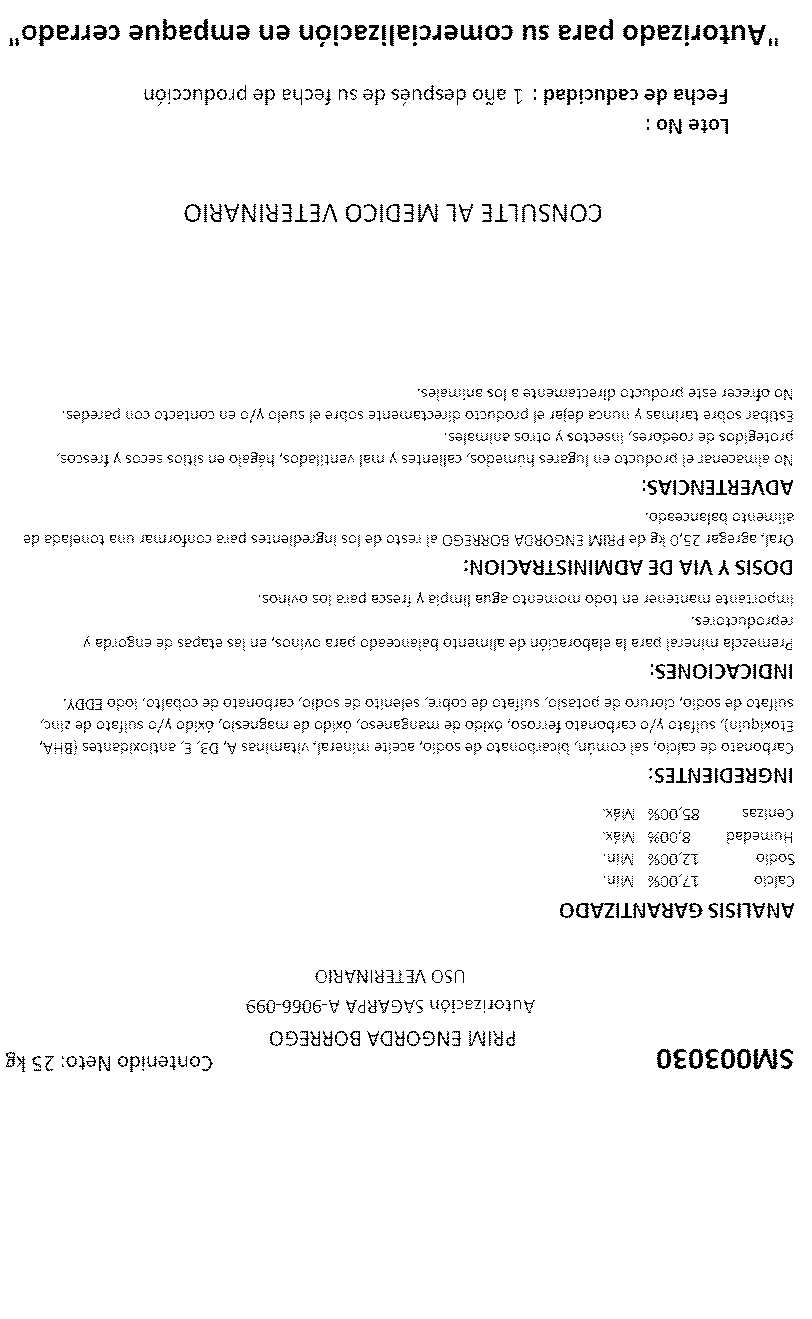 SM003030
Contenido Neto: 25 kg
PRIM ENGORDA BORREGO
Autorización SAGARPA A-9066-099
USO VETERINARIO
ANALISIS GARANTIZADO
Calcio 17,00% Min.
Sodio 12,00% Min.
Humedad 8,00% Máx.
Cenizas 85,00% Máx.
INGREDIENTES:
Carbonato de calcio, sal común, bicarbonato de sodio, aceite mineral, vitaminas A, D3, E, antioxidantes (BHA,
Etoxiquin), sulfato y/o carbonato ferroso, óxido de manganeso, óxido de magnesio, óxido y/o sulfato de zinc,
sulfato de sodio, cloruro de potasio, sulfato de cobre, selenito de sodio, carbonato de cobalto, Iodo EDDY.
INDICACIONES:
Premezcla mineral para la elaboración de alimento balanceado para ovinos, en las etapas de engorda y
reproductores.
Importante mantener en todo momento agua limpia y fresca para los ovinos.
DOSIS Y VIA DE ADMINISTRACION:
Oral, agregar 25,0 kg de PRIM ENGORDA BORREGO al resto de los ingredientes para conformar una tonelada de
alimento balanceado.
ADVERTENCIAS:
No almacenar el producto en lugares húmedos, calientes y mal ventilados, hágalo en sitios secos y frescos,
protegidos de roedores, insectos y otros animales.
Estibar sobre tarimas y nunca dejar el producto directamente sobre el suelo y/o en contacto con paredes.
No ofrecer este producto directamente a los animales.
CONSULTE AL MEDICO VETERINARIO
Lote No :
Fecha de caducidad : 1 año después de su fecha de producción
"Autorizado para su comercialización en empaque cerrado"